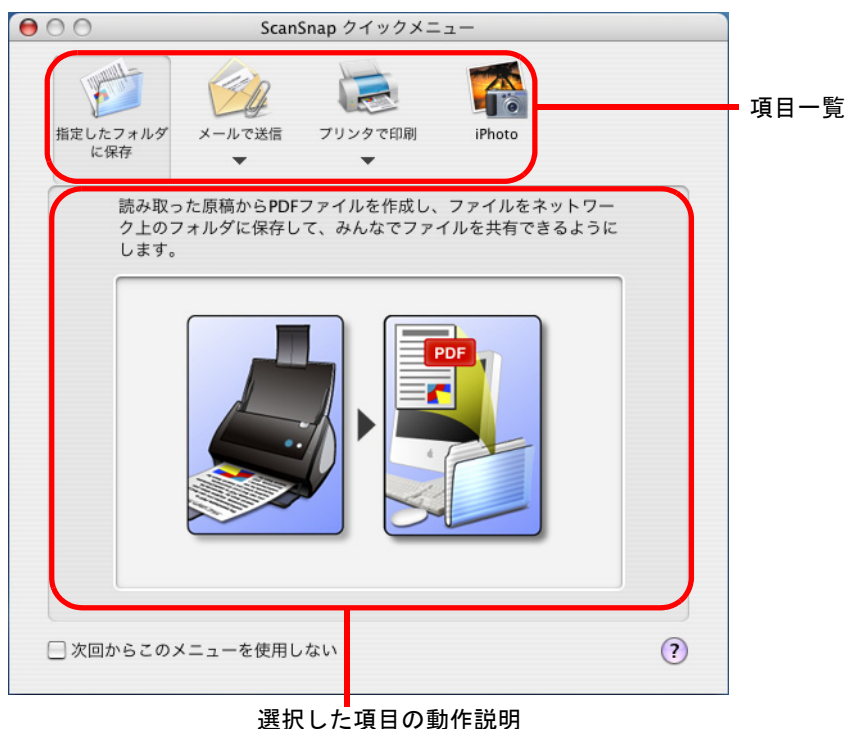 ScanSnap クイックメニュー
指定したフォルダ
に保存
メールで送信
プリンタで印刷
iPhoto
項目一覧
読み取った原稿からPDFファイルを作成し、ファイルをネットワー
ク上のフォルダに保存して、みんなでファイルを共有できるように
します。
PDF
次回からこのメニューを使用しない
?
選択した項目の動作説明